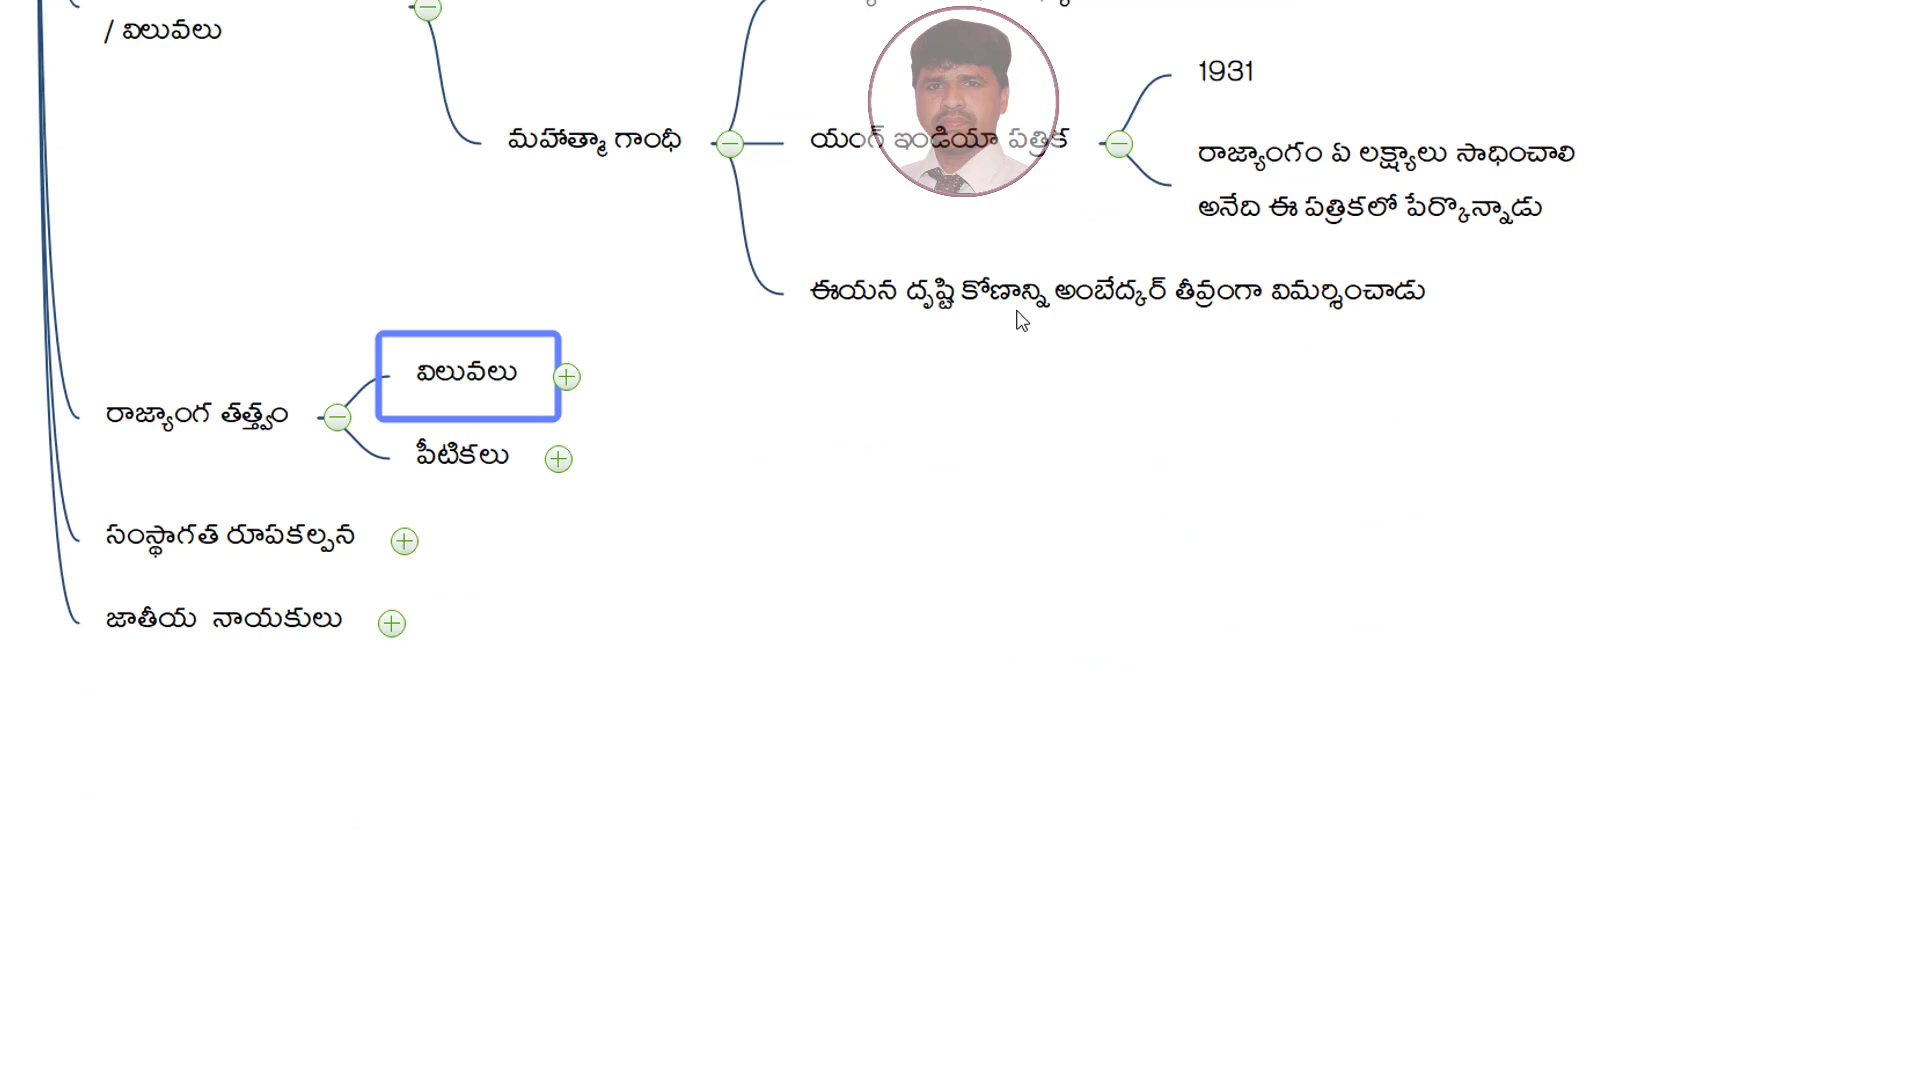 / విలువలు
1931
మహాత్మా గాంధీ
యంగ్ ఇండియా పత్రిక
రాజ్యాంగం ఏ లక్ష్యాలు సాధించాలి
అనేది ఈ పత్రికలో పేర్కొన్నాడు
ఈయన దృష్టి కోణాన్ని అంబేద్కర్ తీవ్రంగా విమర్శించాడు
విలువలు
రాజ్యాంగ తత్త్వం
పీటికలు
సంస్థాగత్ రూపకల్పన
జాతీయ నాయకులు